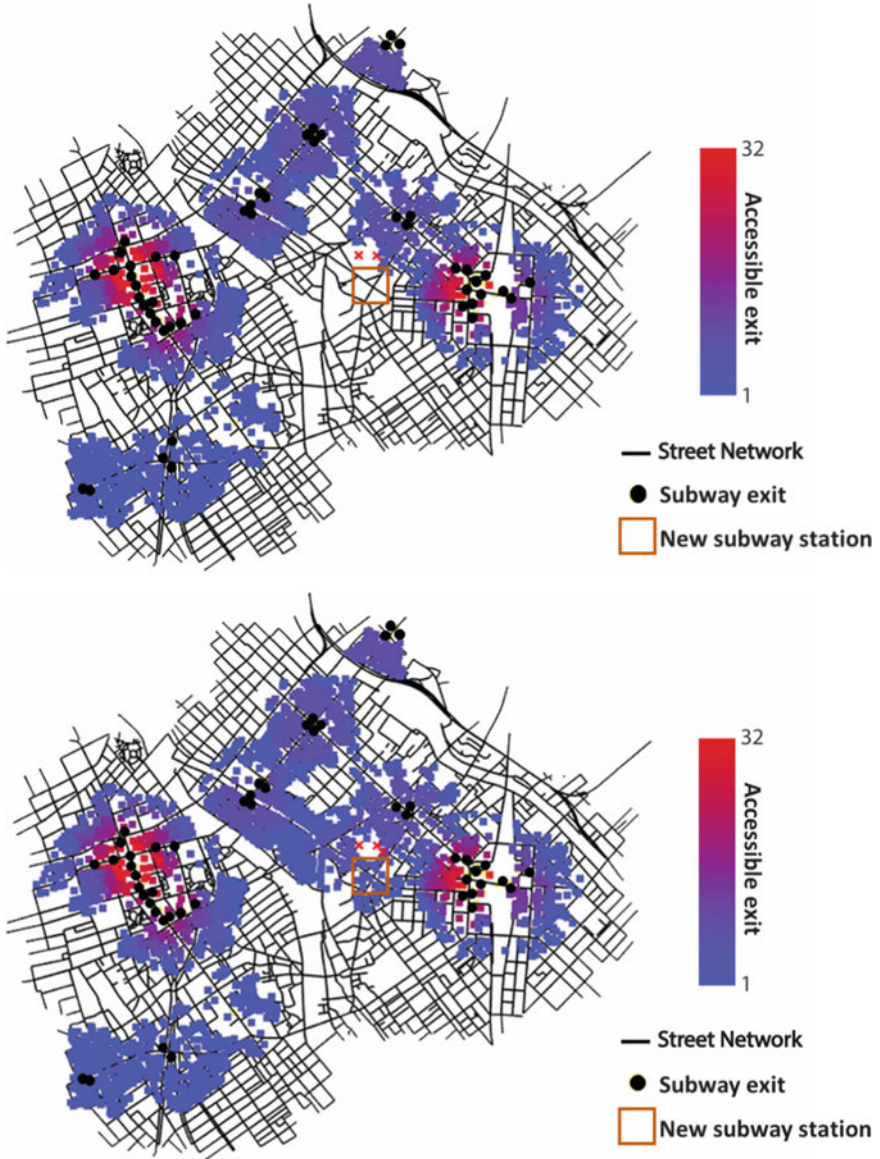 32
Accessible exit
1
Street Network
Subway exit
New subway station
32
Accessible exit
1
Street Network
Subway exit
New subway station